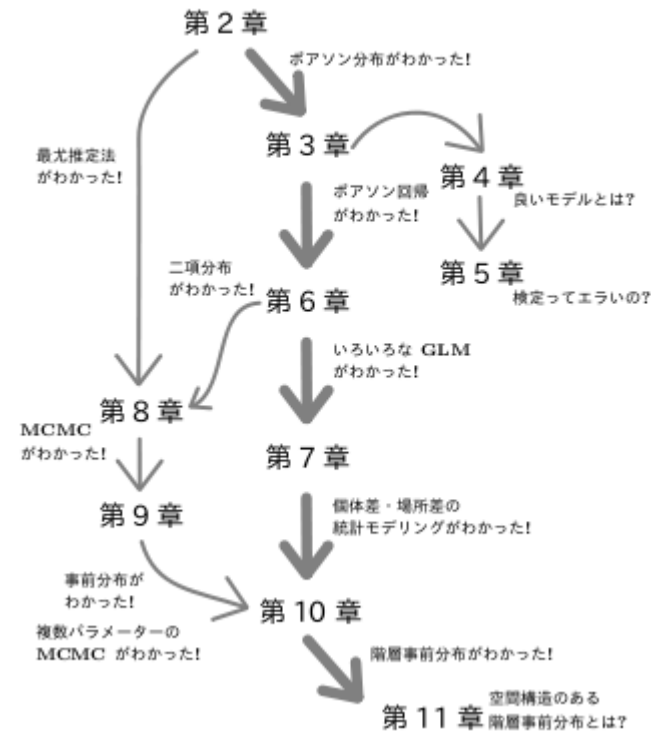 第 2 章
ポアソン分布がわかった!
第 3 章
最尤推定法
がわかった!
第 4 章
良いモデルとは?
ポアソン回帰
がわかった!
第 5 章
検定ってエラいの?
二項分布
がわかった!
第 6 章
いろいろな GLM
がわかった!
第 8 章
MCMC
がわかった!
第 7 章
個体差・場所差の
統計モデリングがわかった!
第 9 章
事前分布が
わかった!
複数パラメーターの
MCMC がわかった!
第 10 章
階層事前分布がわかった!
第 11 章
空間構造のある
階層事前分布とは?